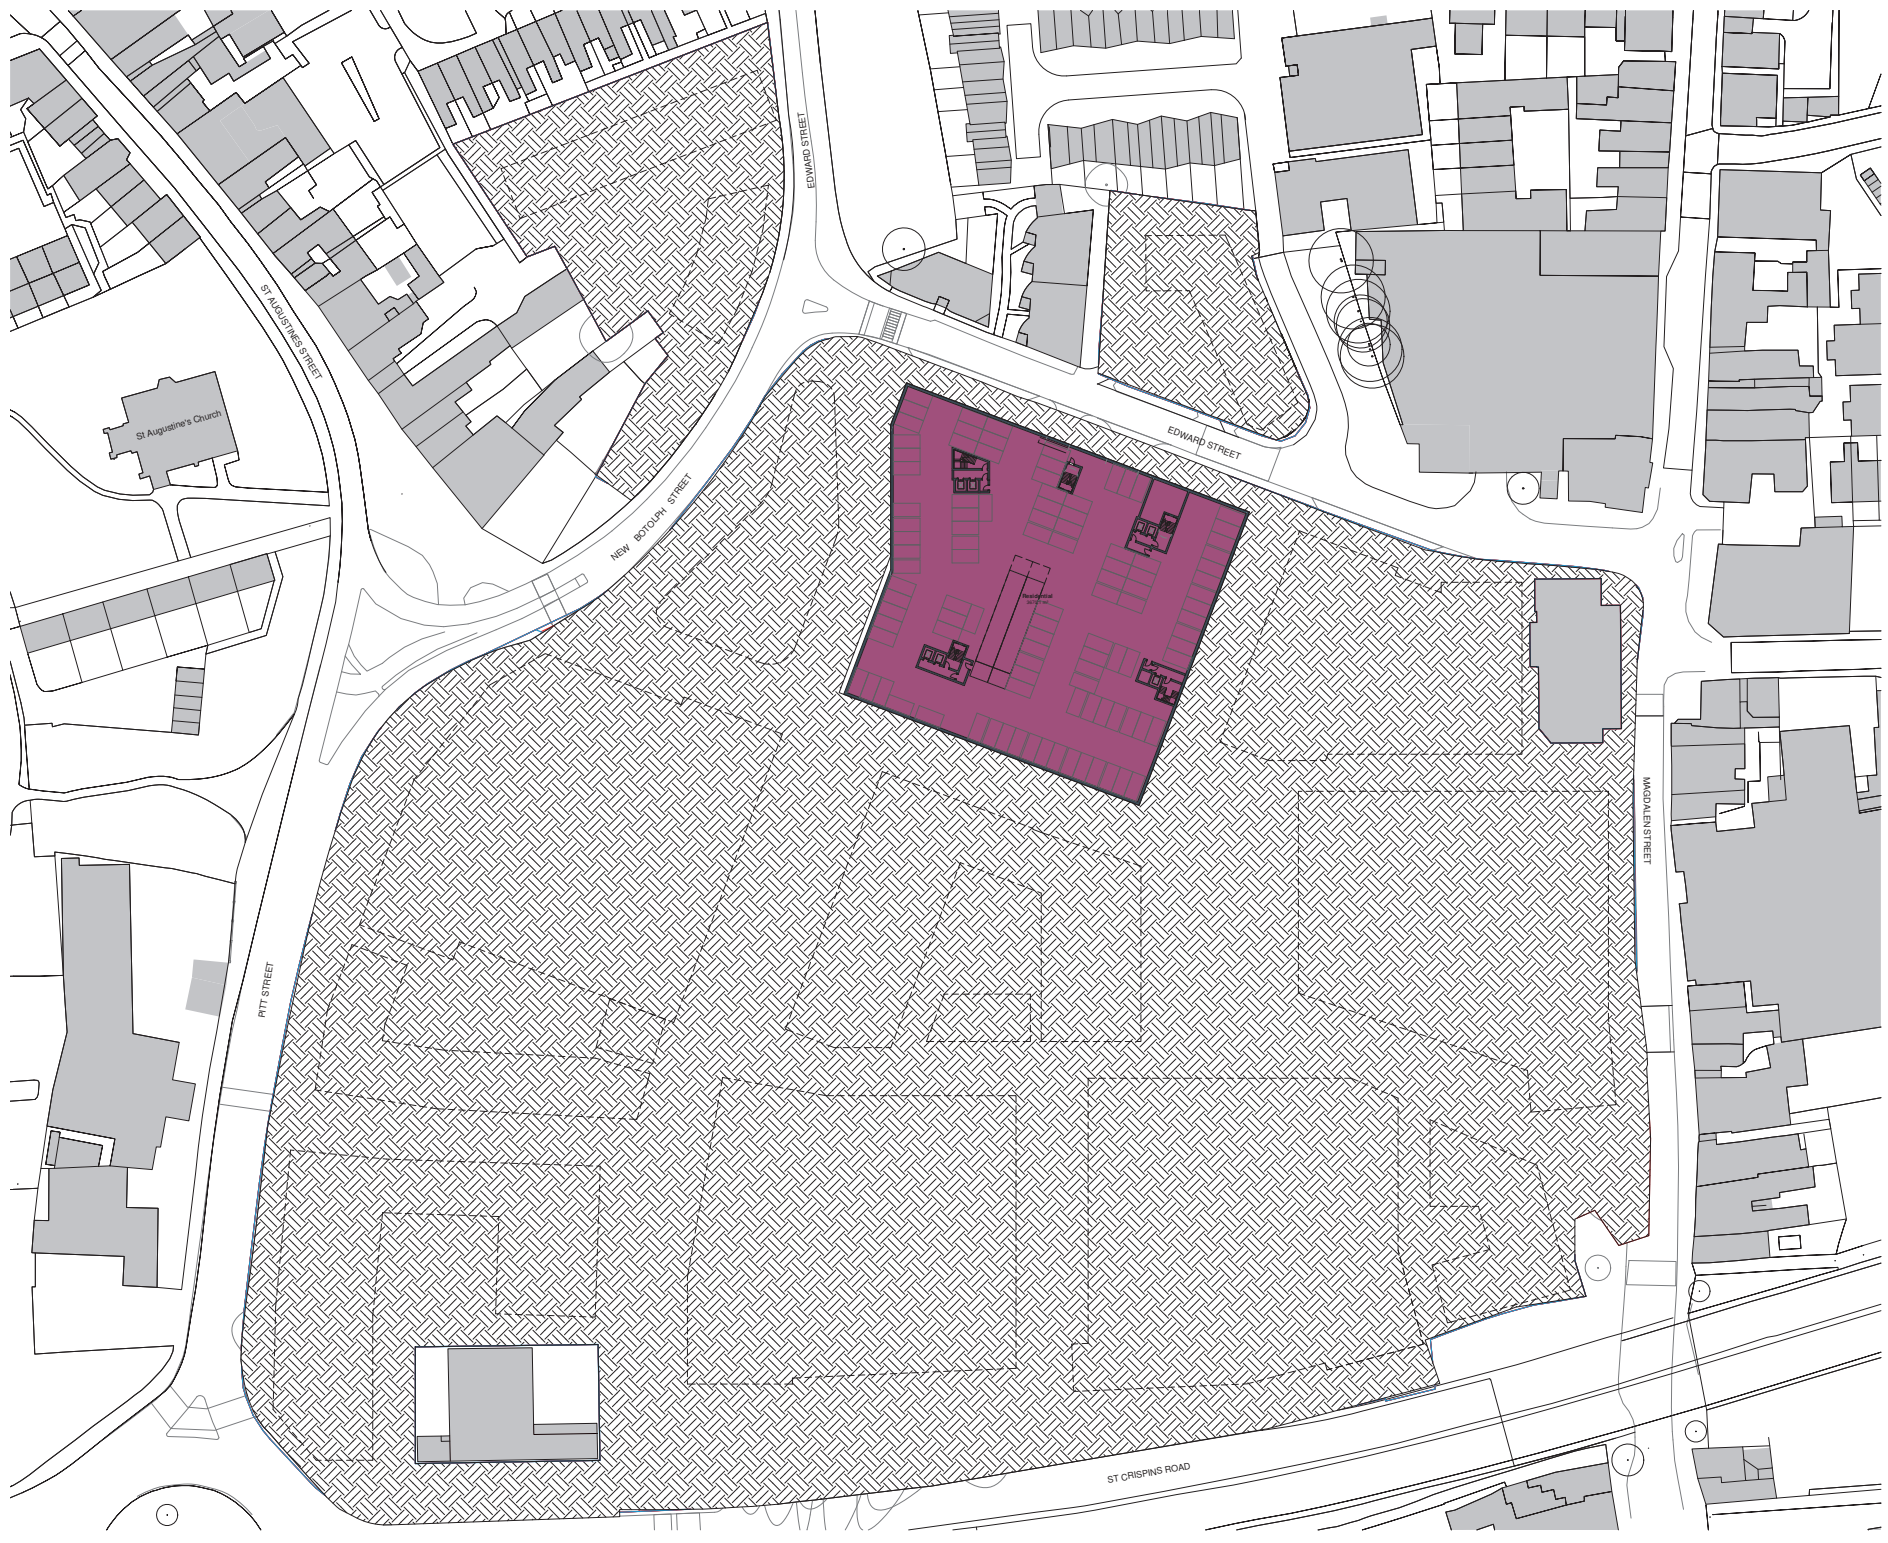 EDWARD STREET
ST AUGUSTINES STREET
St Augustine's Church
EDWARD STREET
NEW BOTOLPH STREET
Residential
MAGDALEN STREET
PITT STREET
ST CRISPINS ROAD